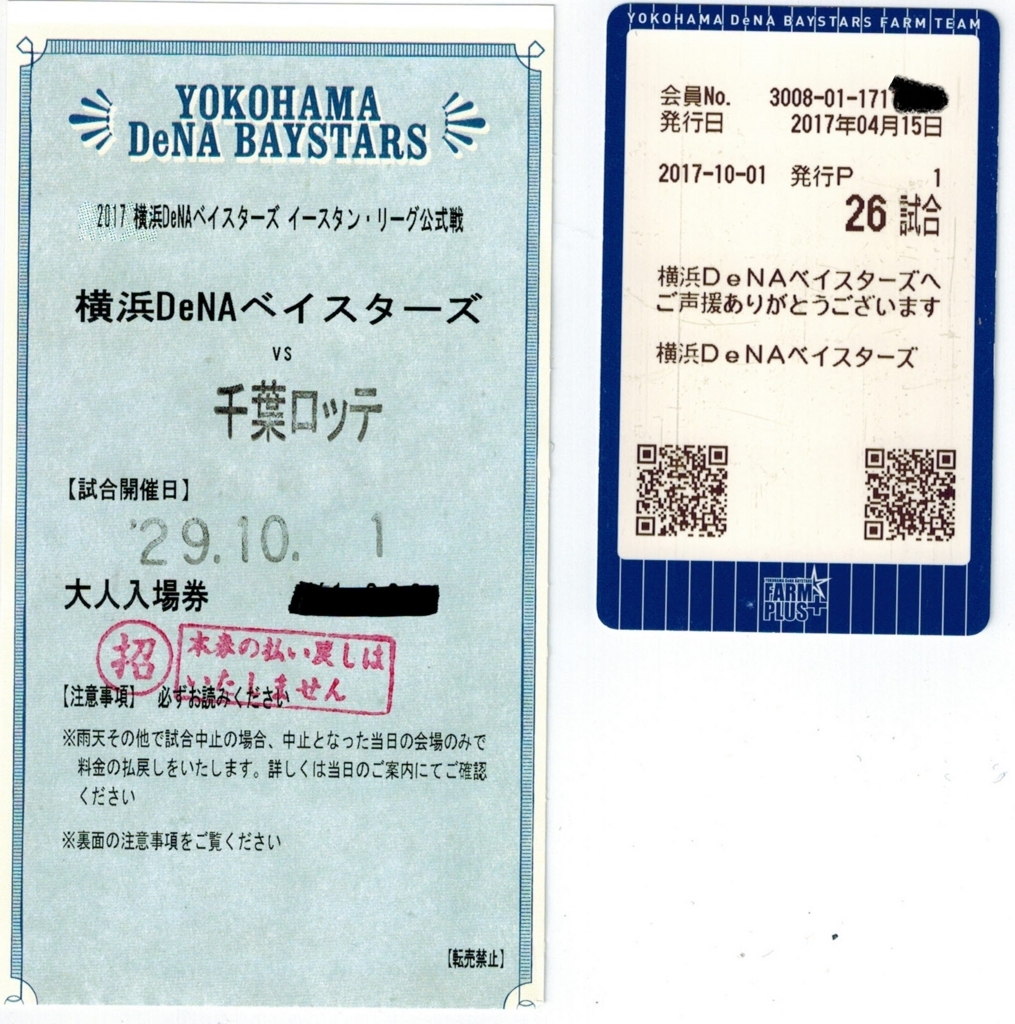 YOKOHAMA
DeNA BAYSTARS
2017 横浜DeNAベイスターズ イースタン・リーグ公式戦
横浜DeNAベイスターズ
VS
千葉ロッテ
【試合開催日】
'29.10. 1
大人入場券
招
本券の払い戻しは
いたしません
【注意事項】 必ずお読みください
※雨天その他で試合中止の場合、中止となった当日の会場のみで
料金の払戻しをいたします。詳しくは当日のご案内にてご確認
ください
※裏面の注意事項をご覧ください
【転売禁止】
YOKOHAMA DeNA BAYSTARS FARM TEAM
会員No. 3008-01-171
発行日 2017年04月15日
2017-10-01 発行P 1
26 試合
横浜DeNAベイスターズへ
ご声援ありがとうございます
横浜DeNAベイスターズ
FARM
PLUS+